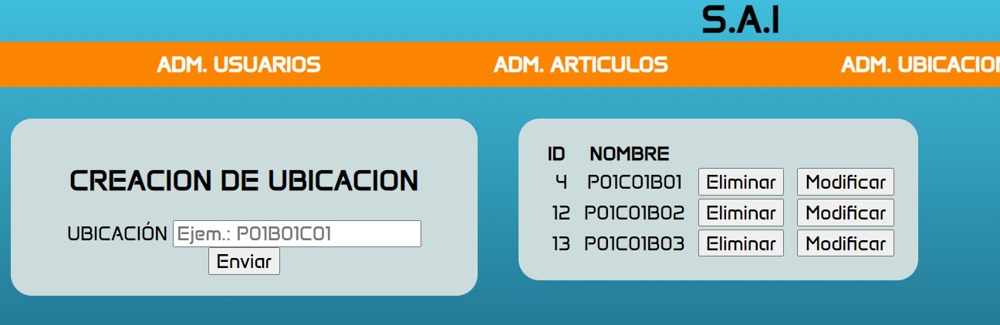 S.A.I
ADM. USUARIOS ADM. ARTICULOS ADM. UBICACION
CREACION DE UBICACION
UBICACIÓN Ejem.: P01B01C01
Enviar
ID NOMBRE
4 P01C01B01 Eliminar Modificar
12 P01C01B02 Eliminar Modificar
13 P01C01B03 Eliminar Modificar